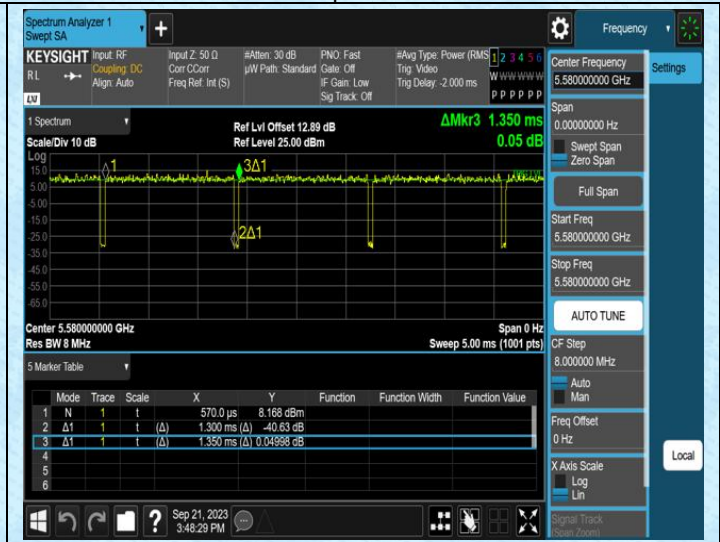 Spectrum Analyzer 1
Swept SA
+
Frequency
KEYSIGHT
RL
LXI
Input: RF
Coupling: DC
Align: Auto
Input Z: 50 Ω
Corr CCorr
Freq Ref: Int (S)
#Atten: 30 dB
µW Path: Standard
PNO: Fast
Gate: Off
IF Gain: Low
Sig Track: Off
#Avg Type: Power (RMS
Trig: Video
Trig Delay: -2.000 ms
1 2 3 4 5 6
W W W W W W
P P P P P P
1 Spectrum
Scale/Div 10 dB
Ref Lvl Offset 12.89 dB
Ref Level 25.00 dBm
ΔMkr3 1.350 ms
0.05 dB
Log
15.0
5.00
-5.00
-15.0
-25.0
-35.0
-45.0
-55.0
-65.0
1
3Δ1
2Δ1
Center 5.580000000 GHz
Res BW 8 MHz
Span 0 Hz
Sweep 5.00 ms (1001 pts)
5 Marker Table
Mode Trace Scale X Y Function Function Width Function Value
1 N 1 t 570.0 µs 8.168 dBm
2 Δ1 1 t (Δ) 1.300 ms (Δ) -40.63 dB
3 Δ1 1 t (Δ) 1.350 ms (Δ) 0.04998 dB
4
5
6
Sep 21, 2023
3:48:29 PM
?
Center Frequency
5.580000000 GHz
Span
0.00000000 Hz
Swept Span
Zero Span
Full Span
Start Freq
5.580000000 GHz
Stop Freq
5.580000000 GHz
AUTO TUNE
CF Step
8.000000 MHz
Auto
Man
Freq Offset
0 Hz
X Axis Scale
Log
Lin
Signal Track
(Span Zoom)
Settings
Local